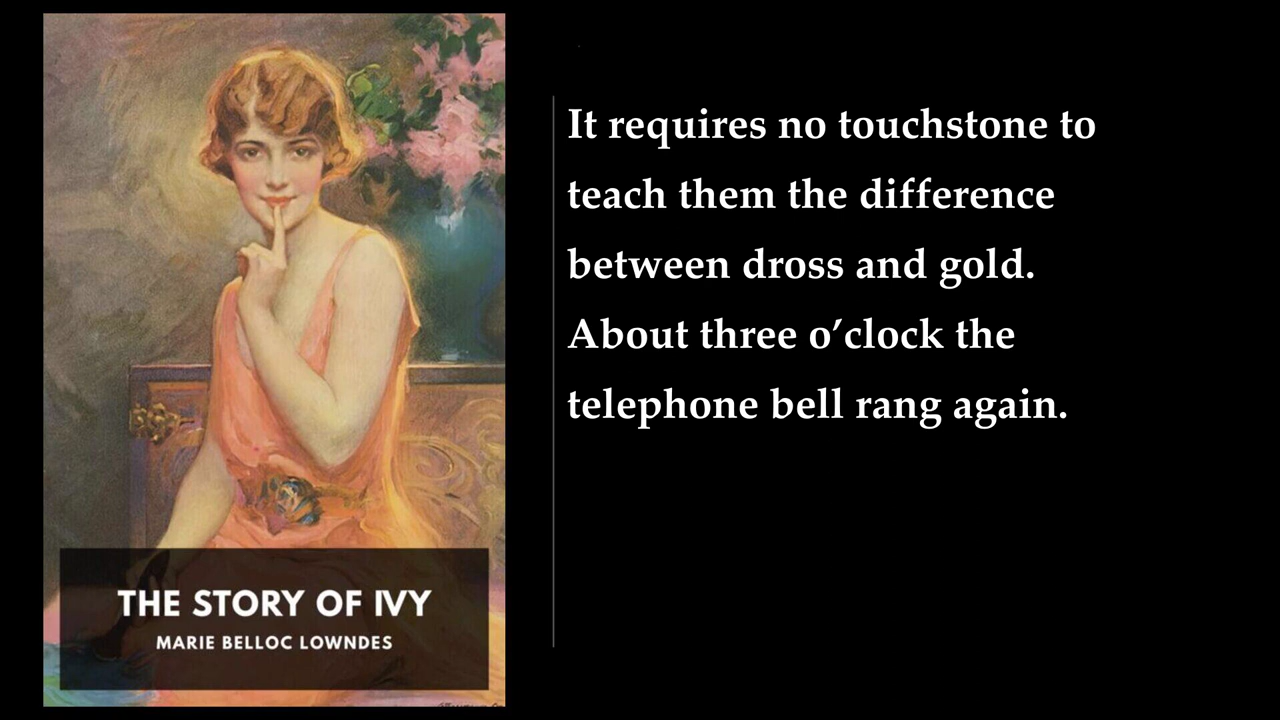 It requires no touchstone to
teach them the difference
between dross and gold.
About three o’clock the
telephone bell rang again.
THE STORY OF IVY
MARIE BELLOC LOWNDES